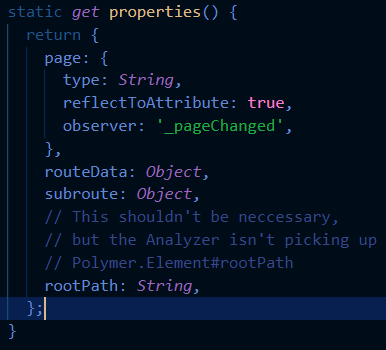 static get properties() {
  return {
    page: {
      type: String,
      reflectToAttribute: true,
      observer: '_pageChanged',
    },
    routeData: Object,
    subroute: Object,
    // This shouldn't be neccessary,
    // but the Analyzer isn't picking up
    // Polymer.Element#rootPath
    rootPath: String,
  };
}